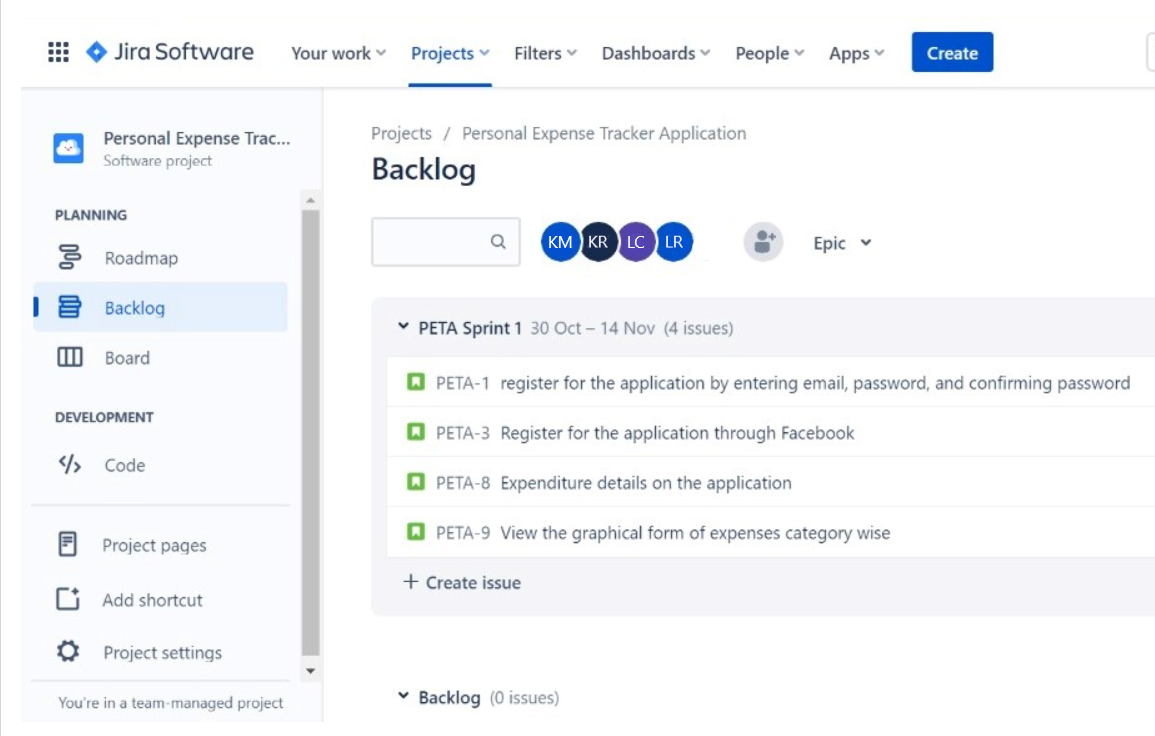 Jira Software Your work Projects Filters Dashboards People Apps Create
Personal Expense Trac...
Software project
PLANNING
Roadmap
Backlog
Board
DEVELOPMENT
Code
Project pages
Add shortcut
Project settings
You're in a team-managed project
Projects / Personal Expense Tracker Application
Backlog
KM KR LC LR Epic
PETA Sprint 1 30 Oct – 14 Nov (4 issues)
PETA-1 register for the application by entering email, password, and confirming password
PETA-3 Register for the application through Facebook
PETA-8 Expenditure details on the application
PETA-9 View the graphical form of expenses category wise
+ Create issue
Backlog (0 issues)